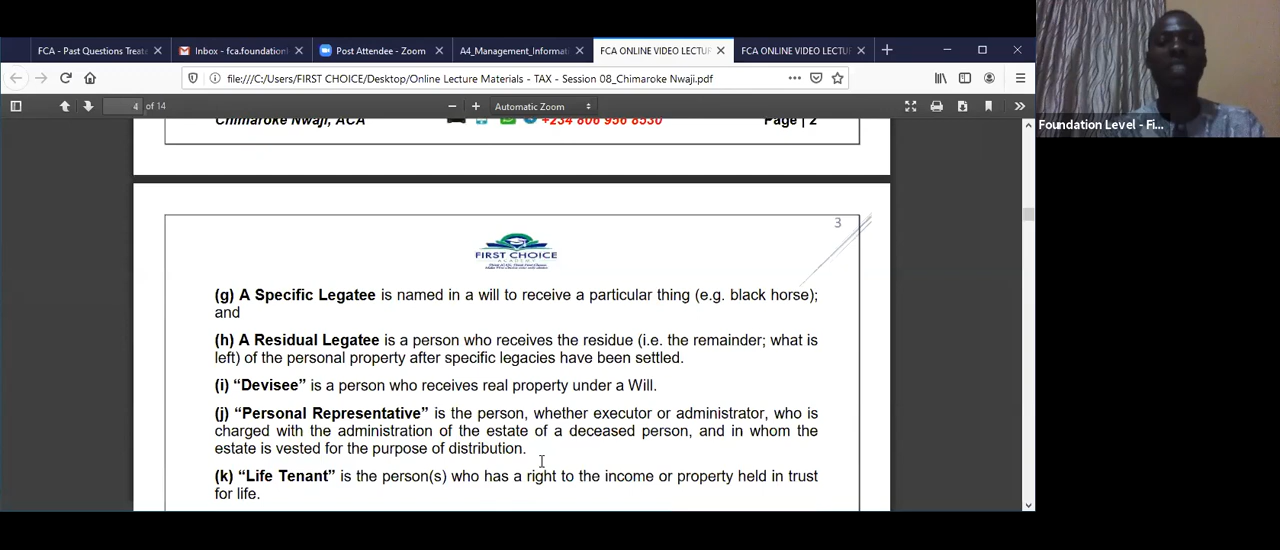 FCA - Past Questions Treat
Inbox - fca.foundation
Post Attendee - Zoom
A4_Management_Informati
FCA ONLINE VIDEO LECTUR
FCA ONLINE VIDEO LECTUR
file:///C:/Users/FIRST CHOICE/Desktop/Online Lecture Materials - TAX - Session 08_Chimaroke Nwaji.pdf
4 of 14
Automatic Zoom
Foundation Level - Fi...
Chimaroke Nwaji, ACA +234 806 956 8530 Page | 2
3
FIRST CHOICE
ACADEMY
(g) A Specific Legatee is named in a will to receive a particular thing (e.g. black horse);
and
(h) A Residual Legatee is a person who receives the residue (i.e. the remainder; what is
left) of the personal property after specific legacies have been settled.
(i) “Devisee” is a person who receives real property under a Will.
(j) “Personal Representative” is the person, whether executor or administrator, who is
charged with the administration of the estate of a deceased person, and in whom the
estate is vested for the purpose of distribution.
(k) “Life Tenant” is the person(s) who has a right to the income or property held in trust
for life.